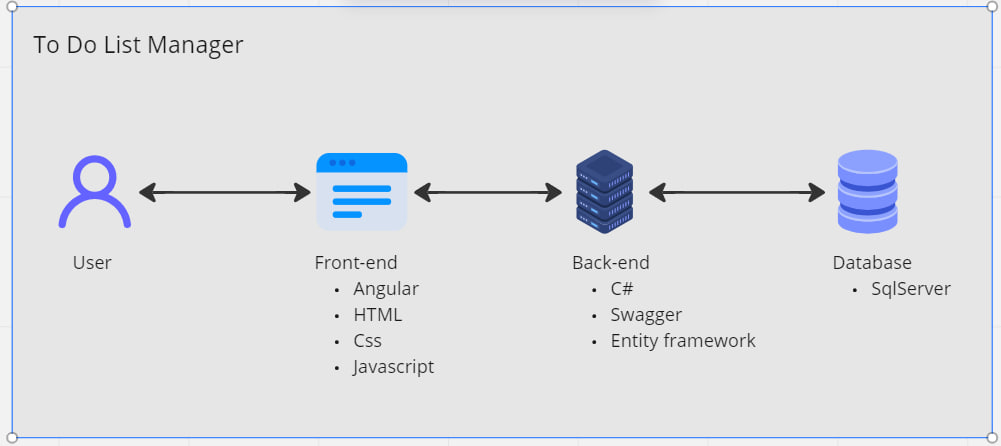 To Do List Manager
User
Front-end
• Angular
• HTML
• Css
• Javascript
Back-end
• C#
• Swagger
• Entity framework
Database
• SqlServer